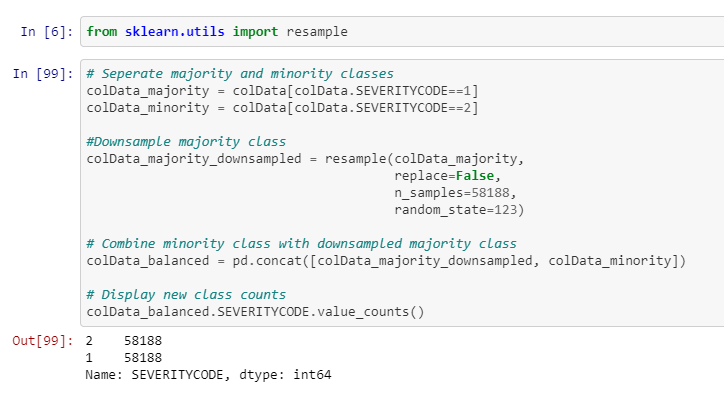 In [6]: from sklearn.utils import resample
In [99]: # Seperate majority and minority classes
colData_majority = colData[colData.SEVERITYCODE==1]
colData_minority = colData[colData.SEVERITYCODE==2]
#Downsample majority class
colData_majority_downsampled = resample(colData_majority,
replace=False,
n_samples=58188,
random_state=123)
# Combine minority class with downsampled majority class
colData_balanced = pd.concat([colData_majority_downsampled, colData_minority])
# Display new class counts
colData_balanced.SEVERITYCODE.value_counts()
Out[99]: 2    58188
1    58188
Name: SEVERITYCODE, dtype: int64